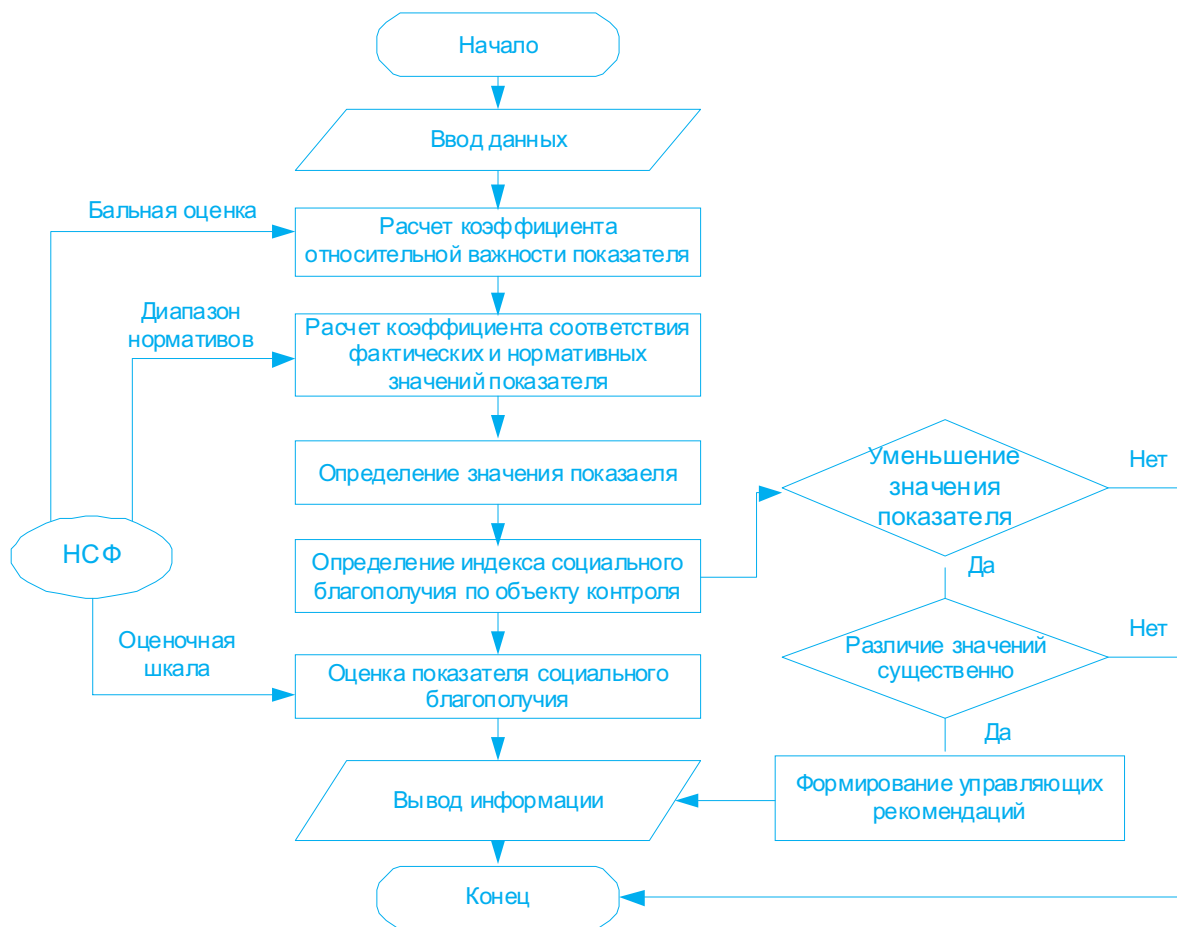 Начало
Ввод данных
Бальная оценка
Расчет коэффициента
относительной важности показателя
Диапазон
нормативов
Расчет коэффициента соответствия
фактических и нормативных
значений показателя
Определение значения показаеля
Уменьшение
значения
показателя
Нет
НСФ
Определение индекса социального
благополучия по объекту контроля
Да
Оценочная
шкала
Оценка показателя социального
благополучия
Различие значений
существенно
Нет
Да
Вывод информации
Формирование управляющих
рекомендаций
Конец